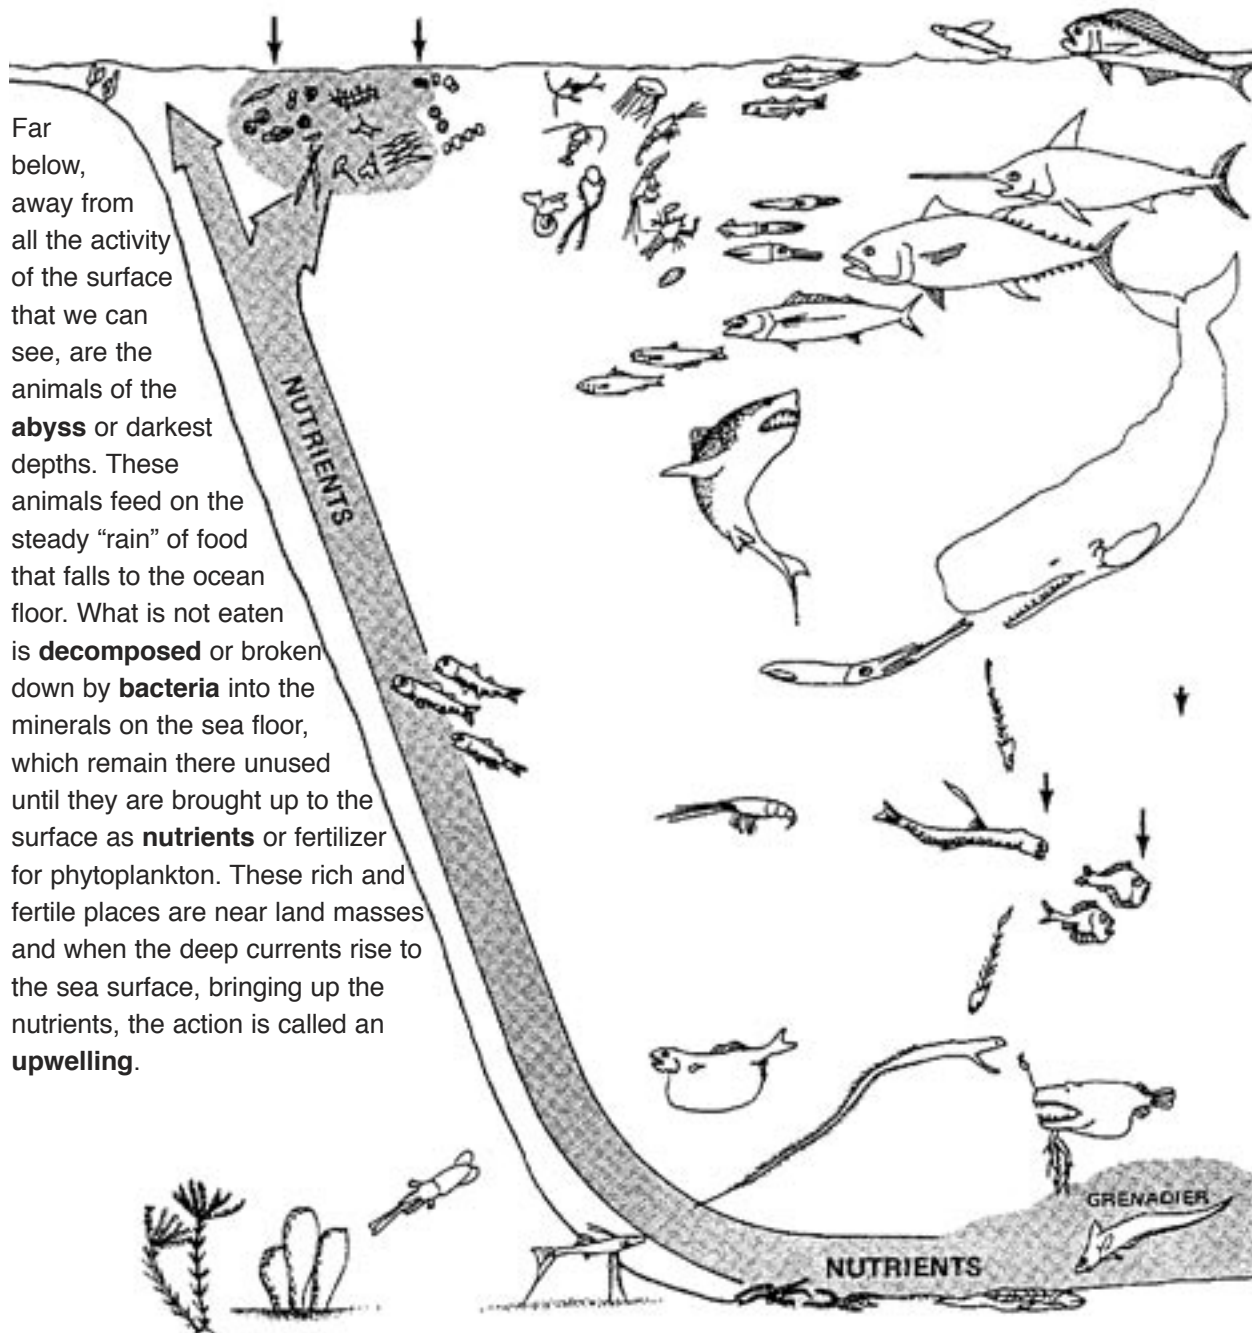 Far
below,
away from
all the activity
of the surface
that we can
see, are the
animals of the
abyss or darkest
depths. These
animals feed on the
steady “rain” of food
that falls to the ocean
floor. What is not eaten
is decomposed or broken
down by bacteria into the
minerals on the sea floor,
which remain there unused
until they are brought up to the
surface as nutrients or fertilizer
for phytoplankton. These rich and
fertile places are near land masses
and when the deep currents rise to
the sea surface, bringing up the
nutrients, the action is called an
upwelling.
NUTRIENTS
GRENADIER
NUTRIENTS